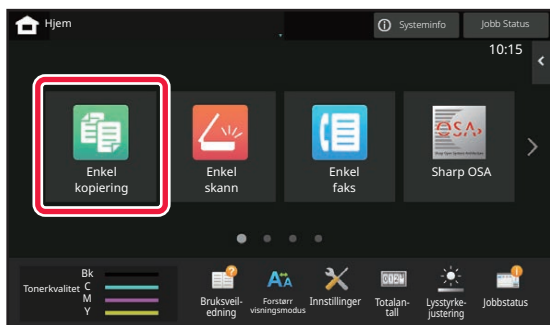 Hjem
Systeminfo
Jobb Status
10:15
Enkel
kopiering
Enkel
skann
Enkel
faks
OSA
Sharp OSA
Tonerkvalitet
Bk
C
M
Y
Bruksveil-
edning
Forstørr
visningsmodus
Innstillinger
Totalan-
tall
Lysstyrke-
justering
Jobbstatus